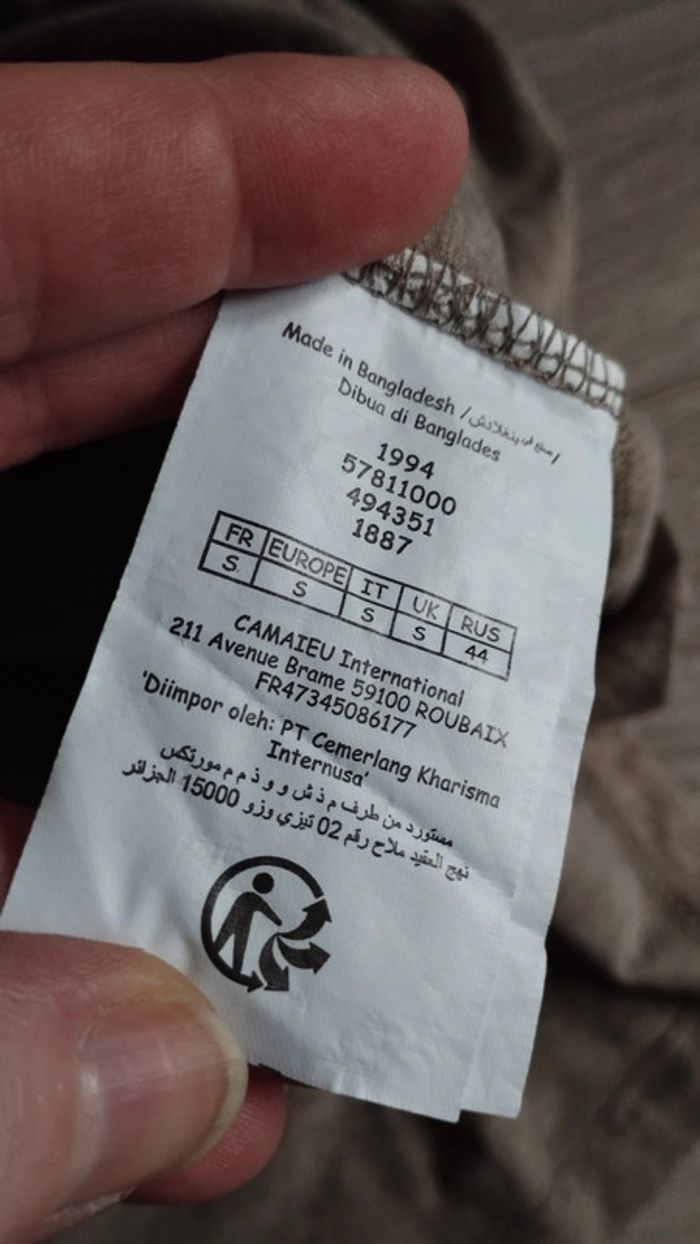 Made in Bangladesh / صنع في بنغلادش /
Dibua di Banglades
1994
57811000
494351
1887
FR EUROPE IT UK RUS
S S S S 44
CAMAIEU International
211 Avenue Brame 59100 ROUBAIX
FR47345086177
'Diimpor oleh: PT Cemerlang Kharisma
Internusa'
مستورد من طرف م ذ ش و و ذ م م مورتكس
نهج العقيد ملاح رقم 02 تيزي وزو 15000 الجزائر